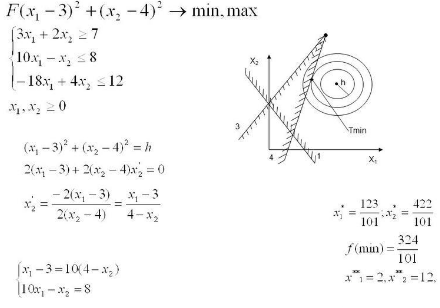 F(x₁−3)² + (x₂−4)² → min, max
3x₁ + 2x₂ ≥ 7
10x₁ − x₂ ≤ 8
−18x₁ + 4x₂ ≤ 12
x₁, x₂ ≥ 0
X₂
h
3
4
1
Tmin
X₁
(x₁−3)² + (x₂−4)² = h
2(x₁−3) + 2(x₂−4)x₂' = 0
x₂' = −2(x₁−3) / 2(x₂−4) = x₁−3 / 4−x₂
x₁* = 123/101; x₂* = 422/101
f(min) = 324/101
x**₁ = 2, x**₂ = 12,
x₁ − 3 = 10(4 − x₂)
10x₁ − x₂ = 8